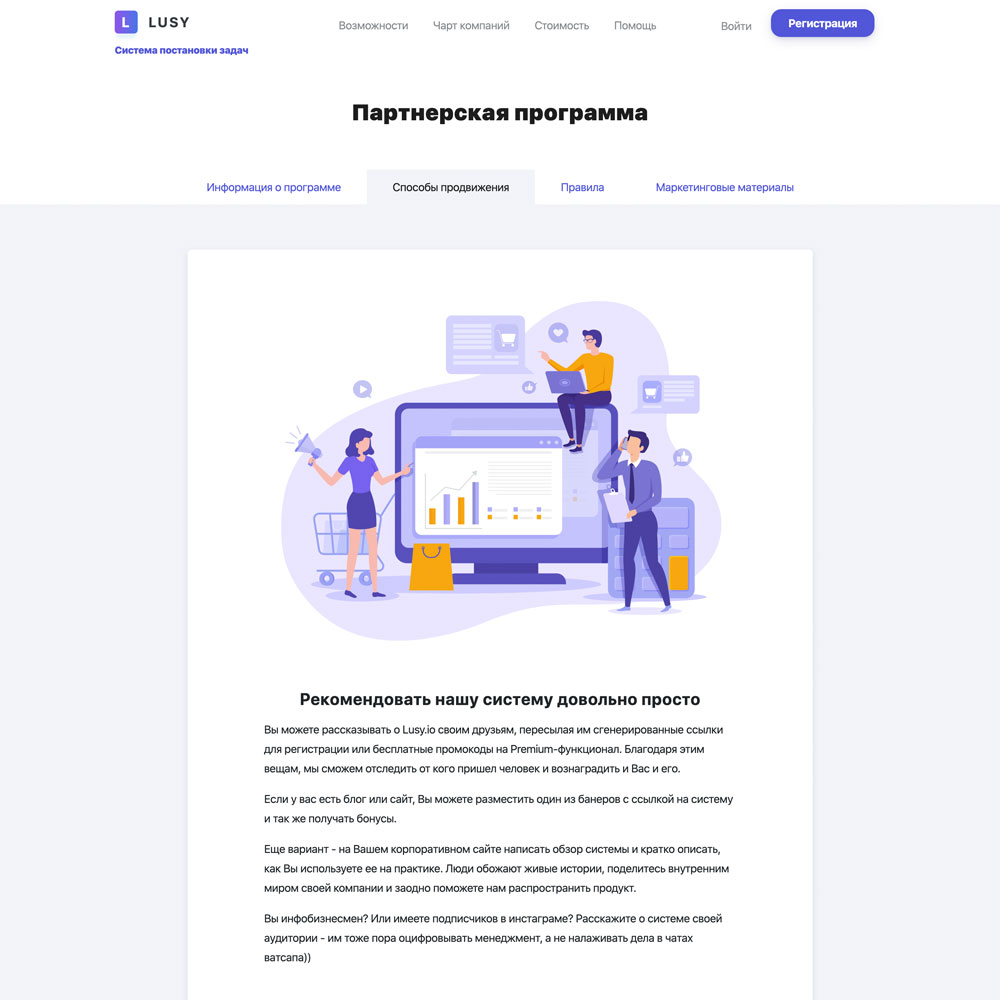 L LUSY
Система постановки задач
Возможности Чарт компаний Стоимость Помощь Войти Регистрация
Партнерская программа
Информация о программе Способы продвижения Правила Маркетинговые материалы
Рекомендовать нашу систему довольно просто
Вы можете рассказывать о Lusy.io своим друзьям, пересылая им сгенерированные ссылки
для регистрации или бесплатные промокоды на Premium-функционал. Благодаря этим
вещам, мы сможем отследить от кого пришел человек и вознаградить и Вас и его.
Если у вас есть блог или сайт, Вы можете разместить один из банеров с ссылкой на систему
и так же получать бонусы.
Еще вариант - на Вашем корпоративном сайте написать обзор системы и кратко описать,
как Вы используете ее на практике. Люди обожают живые истории, поделитесь внутренним
миром своей компании и заодно поможете нам распространить продукт.
Вы инфобизнесмен? Или имеете подписчиков в инстаграме? Расскажите о системе своей
аудитории - им тоже пора оцифровывать менеджмент, а не налаживать дела в чатах
ватсапа))